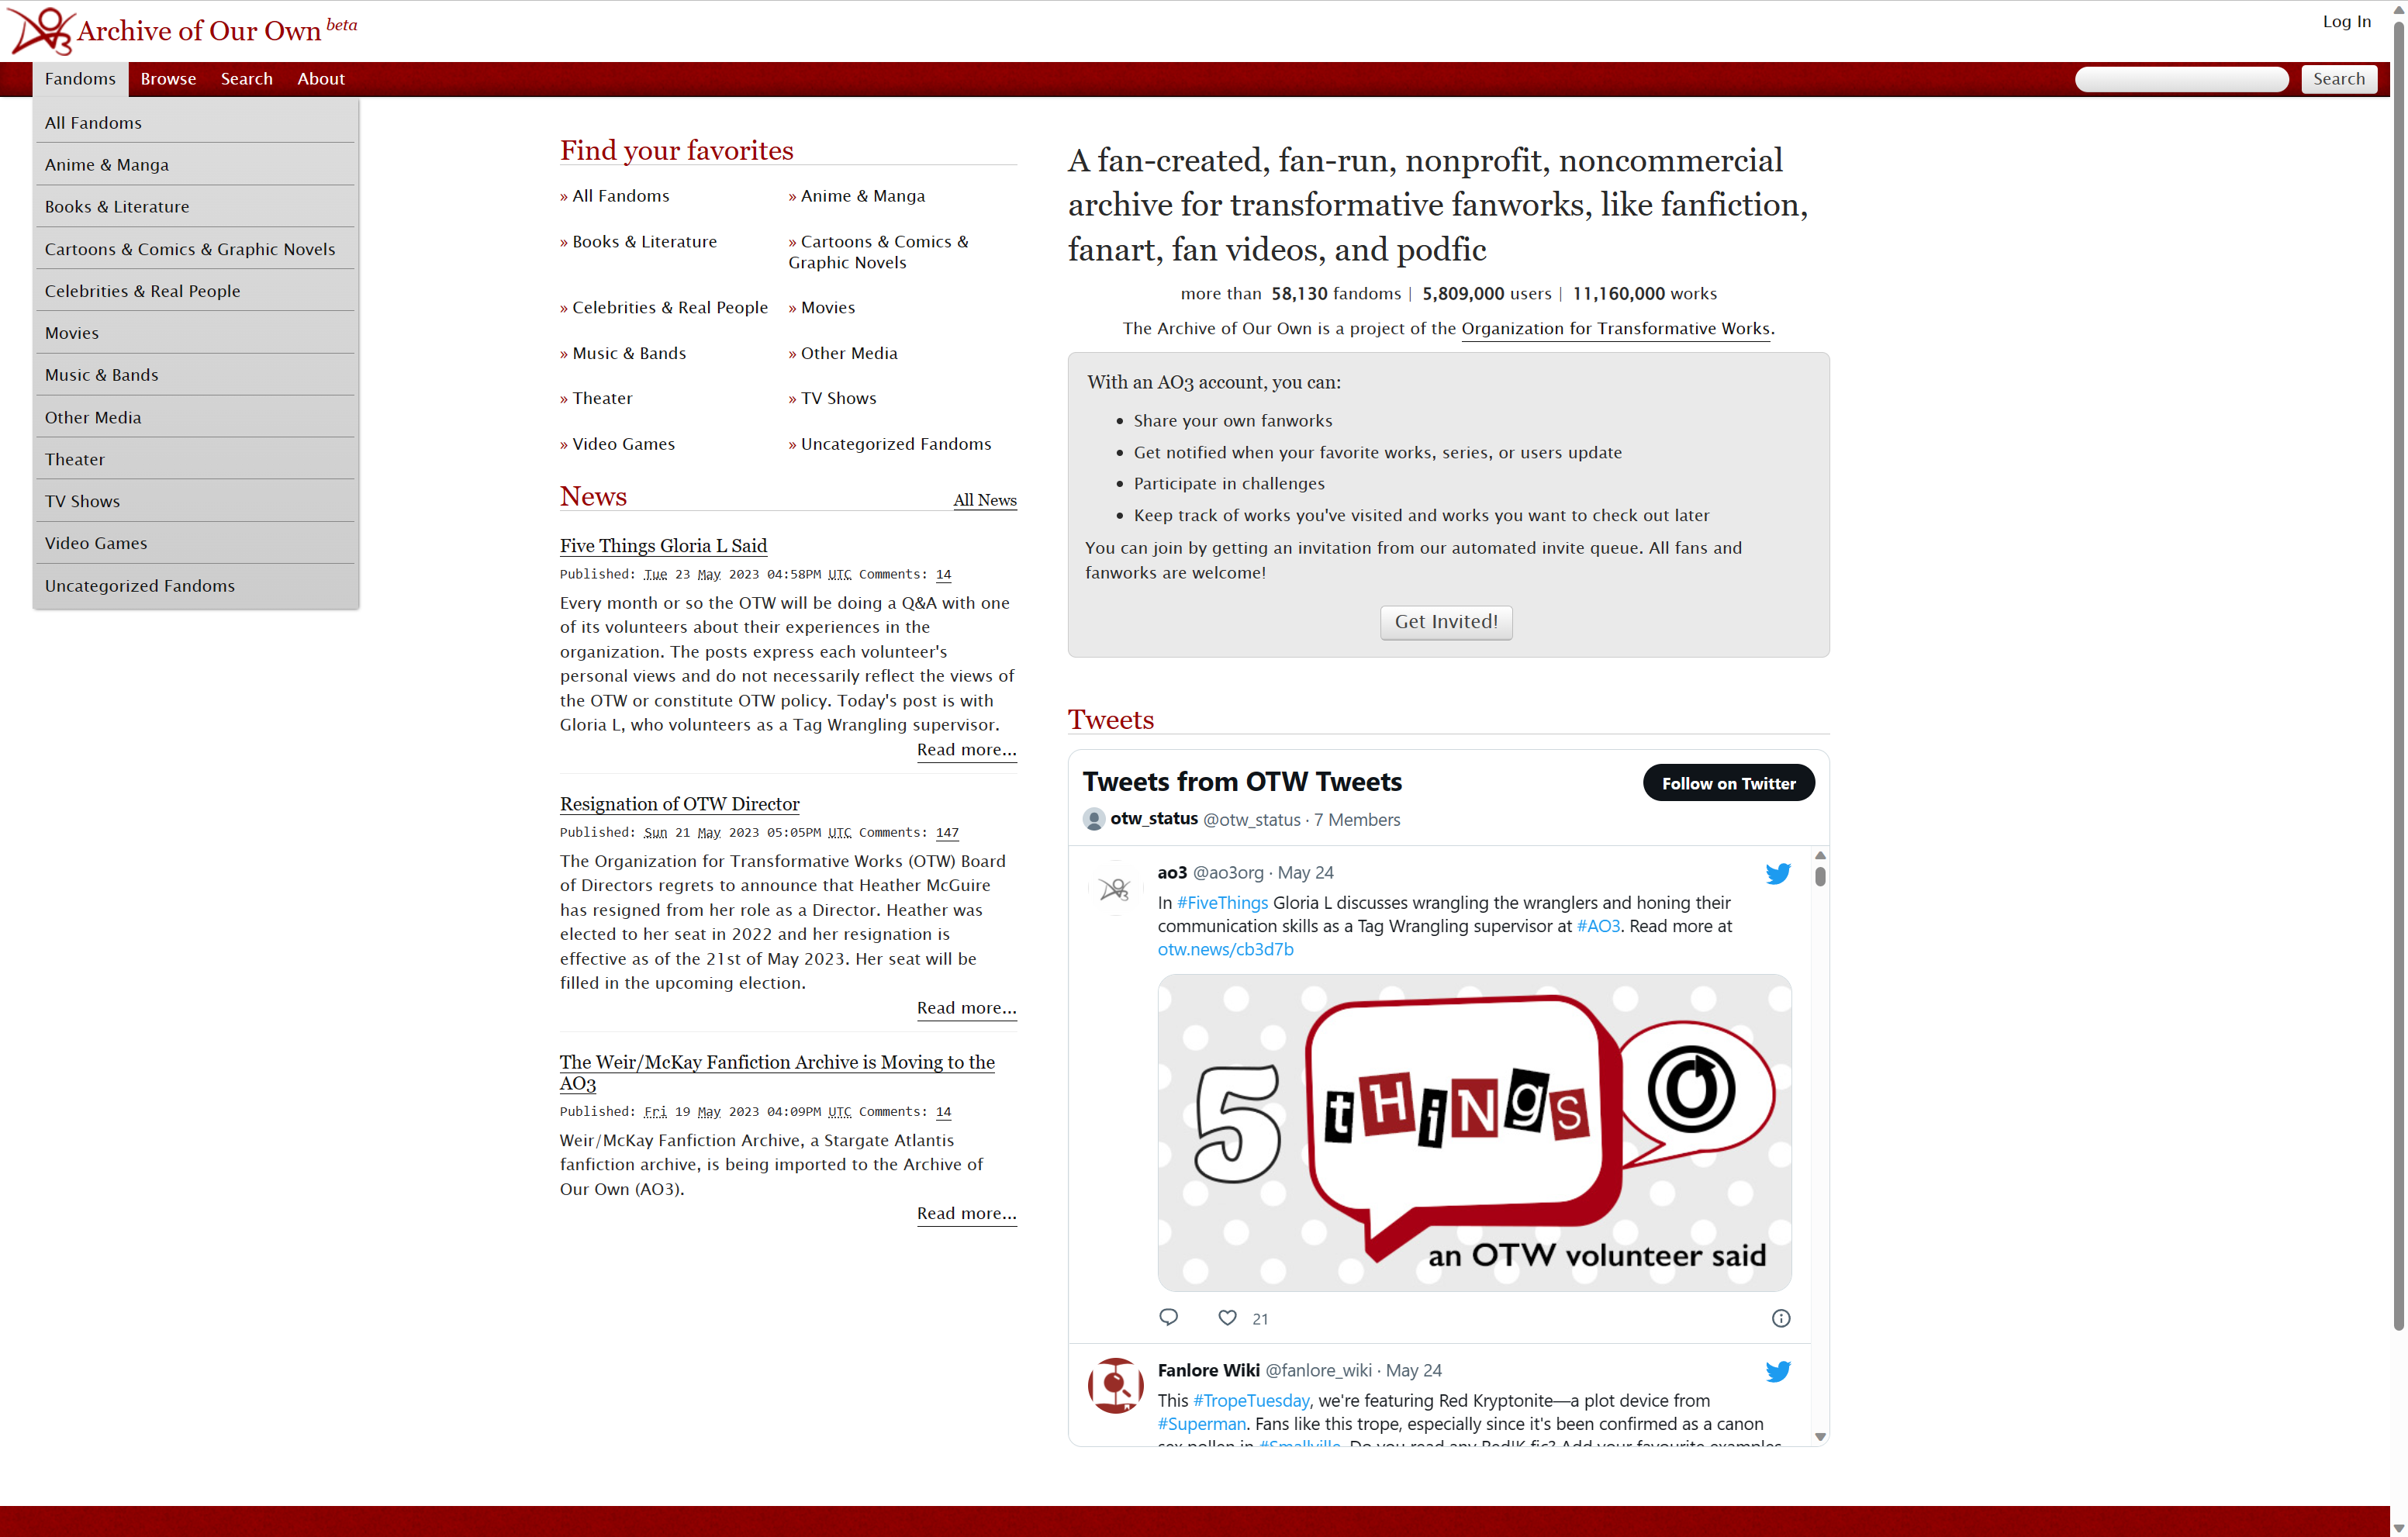 Archive of Our Own beta
Log In
Fandoms Browse Search About
Search
All Fandoms
Anime & Manga
Books & Literature
Cartoons & Comics & Graphic Novels
Celebrities & Real People
Movies
Music & Bands
Other Media
Theater
TV Shows
Video Games
Uncategorized Fandoms
Find your favorites
» All Fandoms
» Anime & Manga
» Books & Literature
» Cartoons & Comics &
Graphic Novels
» Celebrities & Real People
» Movies
» Music & Bands
» Other Media
» Theater
» TV Shows
» Video Games
» Uncategorized Fandoms
News
All News
Five Things Gloria L Said
Published: Tue 23 May 2023 04:58PM UTC Comments: 14
Every month or so the OTW will be doing a Q&A with one
of its volunteers about their experiences in the
organization. The posts express each volunteer's
personal views and do not necessarily reflect the views of
the OTW or constitute OTW policy. Today's post is with
Gloria L, who volunteers as a Tag Wrangling supervisor.
Read more...
Resignation of OTW Director
Published: Sun 21 May 2023 05:05PM UTC Comments: 147
The Organization for Transformative Works (OTW) Board
of Directors regrets to announce that Heather McGuire
has resigned from her role as a Director. Heather was
elected to her seat in 2022 and her resignation is
effective as of the 21st of May 2023. Her seat will be
filled in the upcoming election.
Read more...
The Weir/McKay Fanfiction Archive is Moving to the
AO3
Published: Fri 19 May 2023 04:09PM UTC Comments: 14
Weir/McKay Fanfiction Archive, a Stargate Atlantis
fanfiction archive, is being imported to the Archive of
Our Own (AO3).
Read more...
A fan-created, fan-run, nonprofit, noncommercial
archive for transformative fanworks, like fanfiction,
fanart, fan videos, and podfic
more than 58,130 fandoms | 5,809,000 users | 11,160,000 works
The Archive of Our Own is a project of the Organization for Transformative Works.
With an AO3 account, you can:
• Share your own fanworks
• Get notified when your favorite works, series, or users update
• Participate in challenges
• Keep track of works you've visited and works you want to check out later
You can join by getting an invitation from our automated invite queue. All fans and
fanworks are welcome!
Get Invited!
Tweets
Tweets from OTW Tweets
Follow on Twitter
otw_status @otw_status · 7 Members
ao3 @ao3org · May 24
In #FiveThings Gloria L discusses wrangling the wranglers and honing their
communication skills as a Tag Wrangling supervisor at #AO3. Read more at
otw.news/cb3d7b
5 tHiNgS
an OTW volunteer said
21
Fanlore Wiki @fanlore_wiki · May 24
This #TropeTuesday, we're featuring Red Kryptonite—a plot device from
#Superman. Fans like this trope, especially since it's been confirmed as a canon
sex pollen in #Smallville. Do you read any Red!K fic? Add your favourite examples